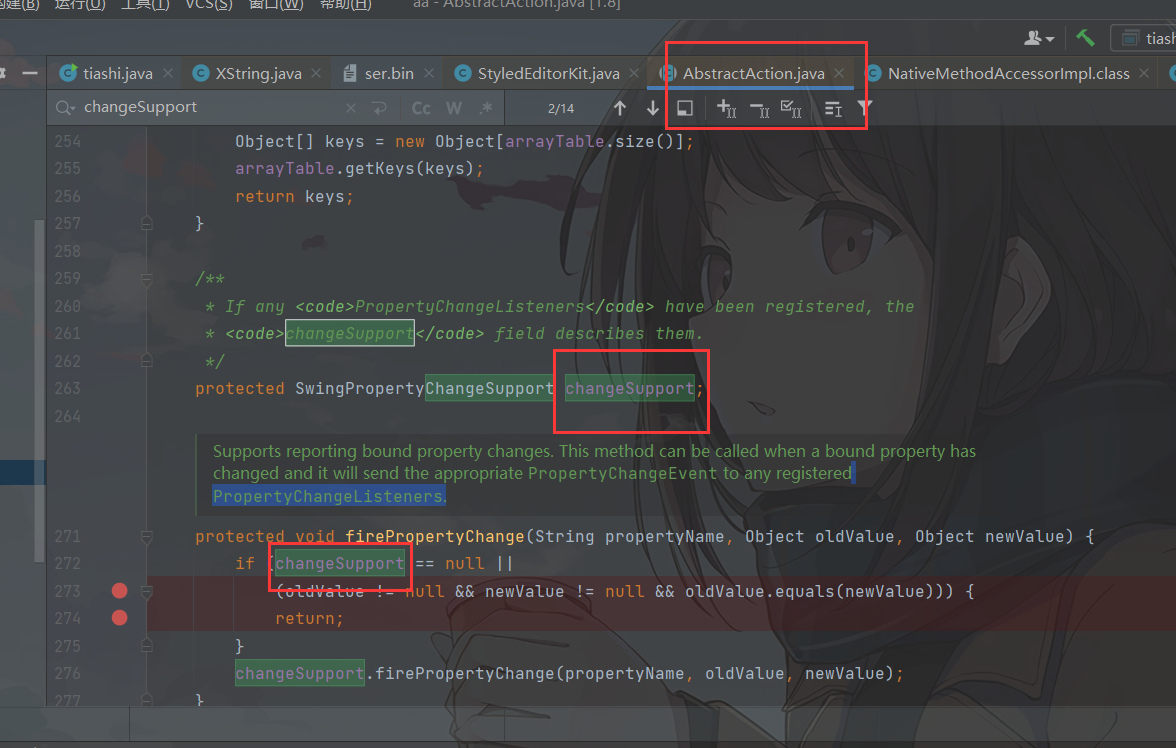 构建(B) 运行(U) 工具(T) VCS(S) 窗口(W) 帮助(H) aa - AbstractAction.java [1.8]
tiash
tiashi.java XString.java ser.bin StyledEditorKit.java AbstractAction.java NativeMethodAccessorImpl.class
changeSupport Cc W .* 2/14
254 Object[] keys = new Object[arrayTable.size()];
255 arrayTable.getKeys(keys);
256 return keys;
257 }
258
259 /**
260 * If any <code>PropertyChangeListeners</code> have been registered, the
261 * <code>changeSupport</code> field describes them.
262 */
263 protected SwingPropertyChangeSupport changeSupport;
264
Supports reporting bound property changes. This method can be called when a bound property has
changed and it will send the appropriate PropertyChangeEvent to any registered
PropertyChangeListeners.
271 protected void firePropertyChange(String propertyName, Object oldValue, Object newValue) {
272 if (changeSupport == null ||
273 (oldValue != null && newValue != null && oldValue.equals(newValue))) {
274 return;
275 }
276 changeSupport.firePropertyChange(propertyName, oldValue, newValue);
277 }